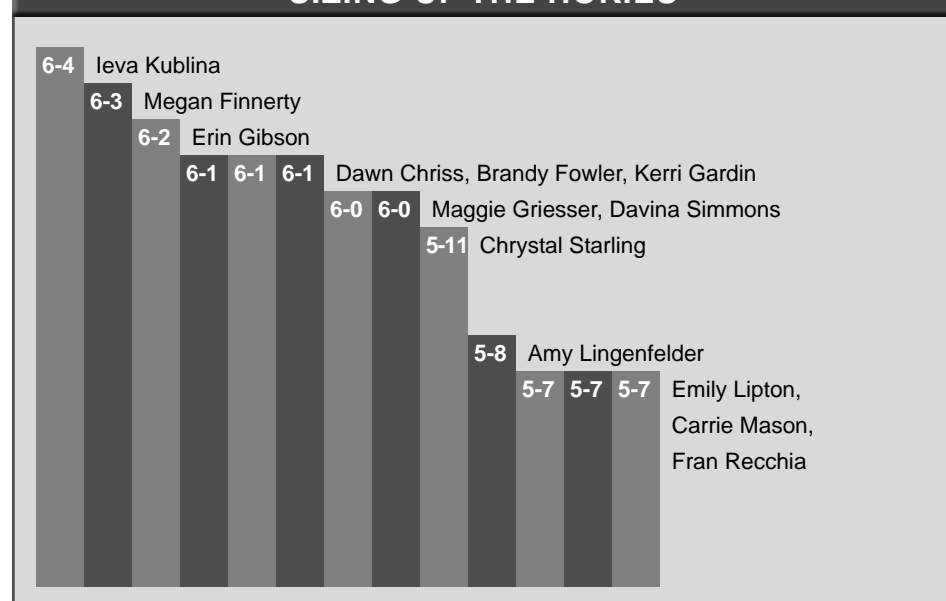 6-4 Ieva Kublina
6-3 Megan Finnerty
6-2 Erin Gibson
6-1 6-1 6-1 Dawn Chriss, Brandy Fowler, Kerri Gardin
6-0 6-0 Maggie Griesser, Davina Simmons
5-11 Chrystal Starling
5-8 Amy Lingenfelder
5-7 5-7 5-7 Emily Lipton,
Carrie Mason,
Fran Recchia